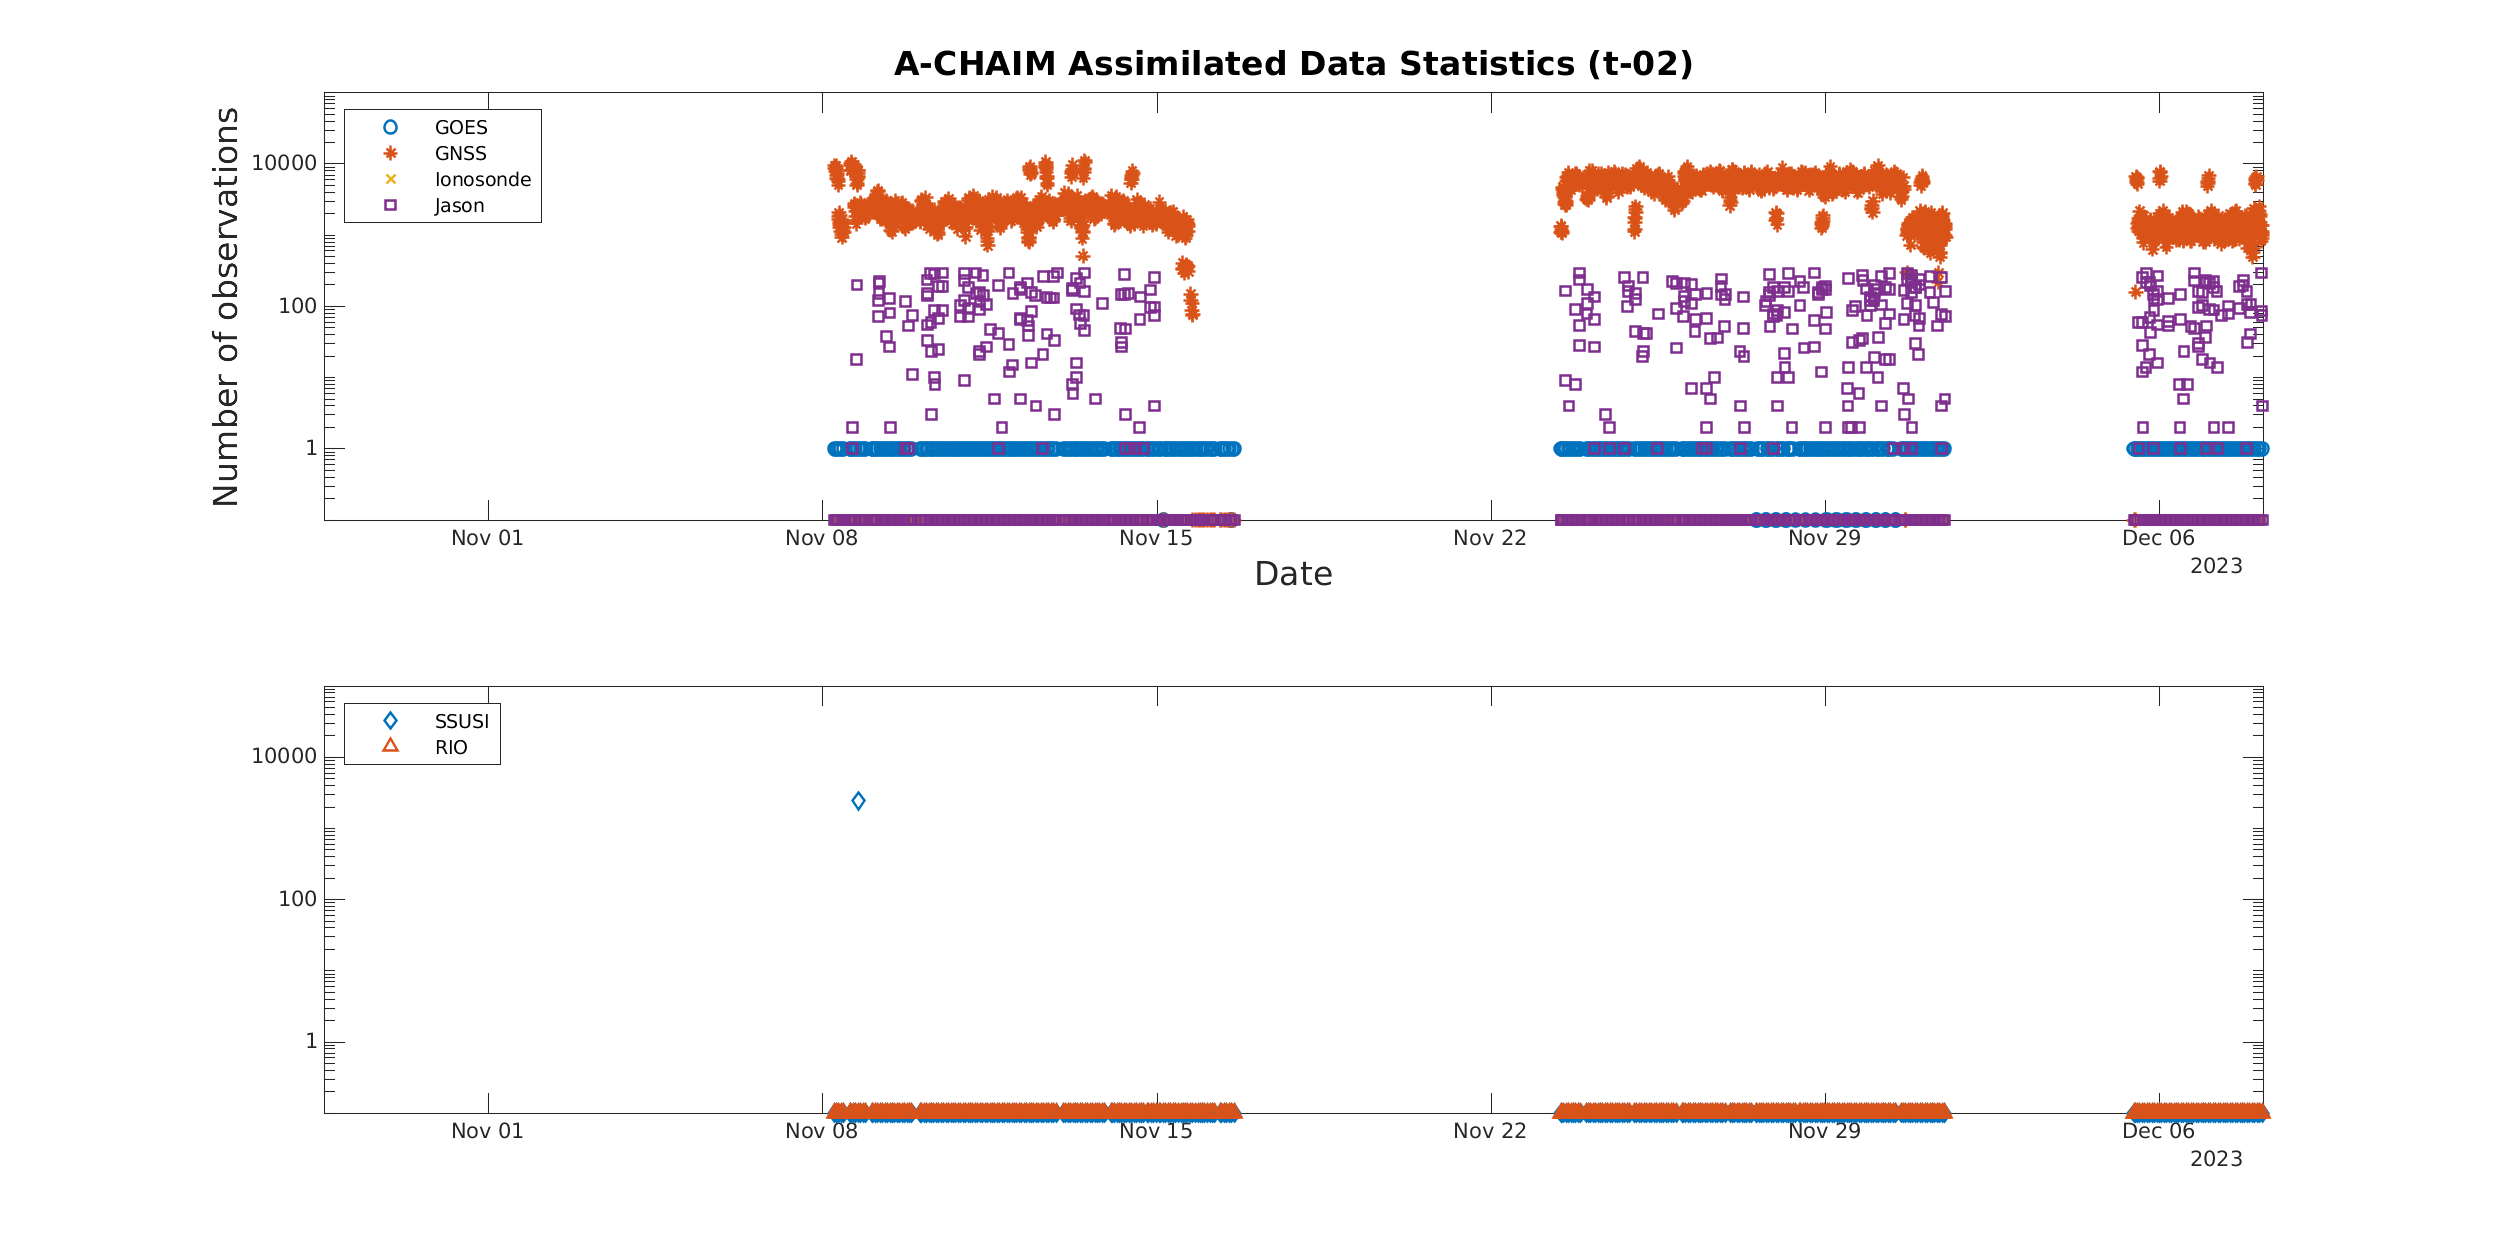 A-CHAIM Assimilated Data Statistics (t-02)
Number of observations
10000
100
1
GOES
GNSS
Ionosonde
Jason
Nov 01
Nov 08
Nov 15
Nov 22
Nov 29
Dec 06
2023
Date
10000
100
1
SSUSI
RIO
Nov 01
Nov 08
Nov 15
Nov 22
Nov 29
Dec 06
2023